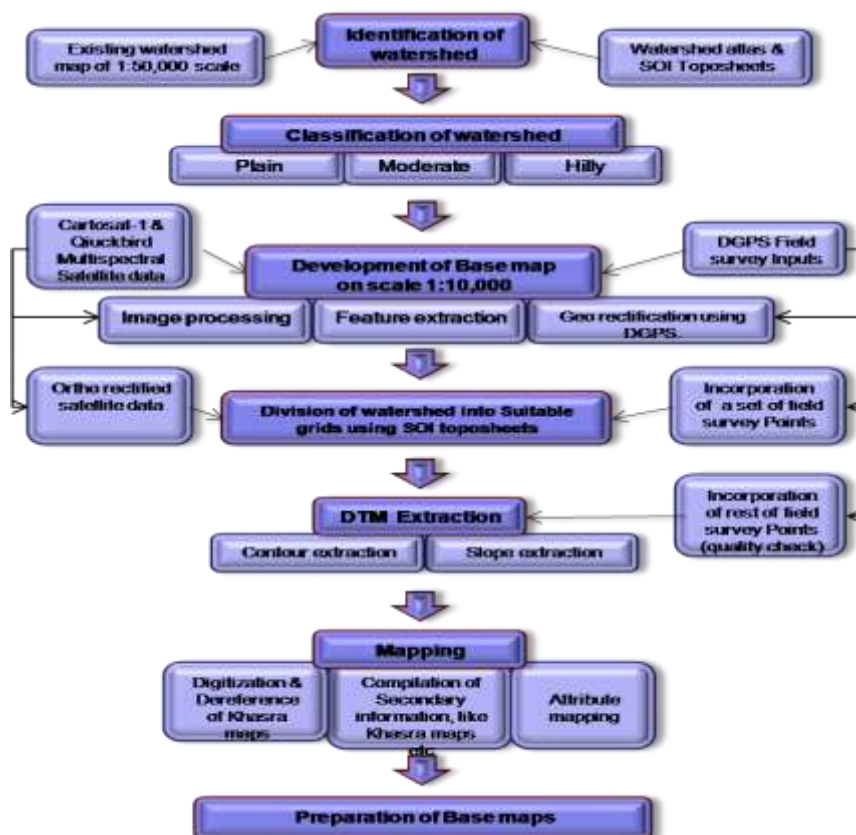 Existing watershed
map of 1:50,000 scale
Identification of
watershed
Watershed atlas &
SOI Toposheets
Classification of watershed
Plain
Moderate
Hilly
Cartosat-1 &
Qiuckbird
Multispectral
Satellite data
Development of Base map
on scale 1:10,000
DGPS Field
survey Inputs
Image processing
Feature extraction
Geo rectification using
DGPS.
Ortho rectified
satellite data
Division of watershed into Suitable
grids using SOI toposheets
Incorporation
of a set of field
survey Points
DTM Extraction
Incorporation
of rest of field
survey Points
(quality check)
Contour extraction
Slope extraction
Mapping
Digitization &
Dereference
of Khasra
maps
Compilation of
Secondary
information, like
Khasra maps
etc
Attribute
mapping
Preparation of Base maps